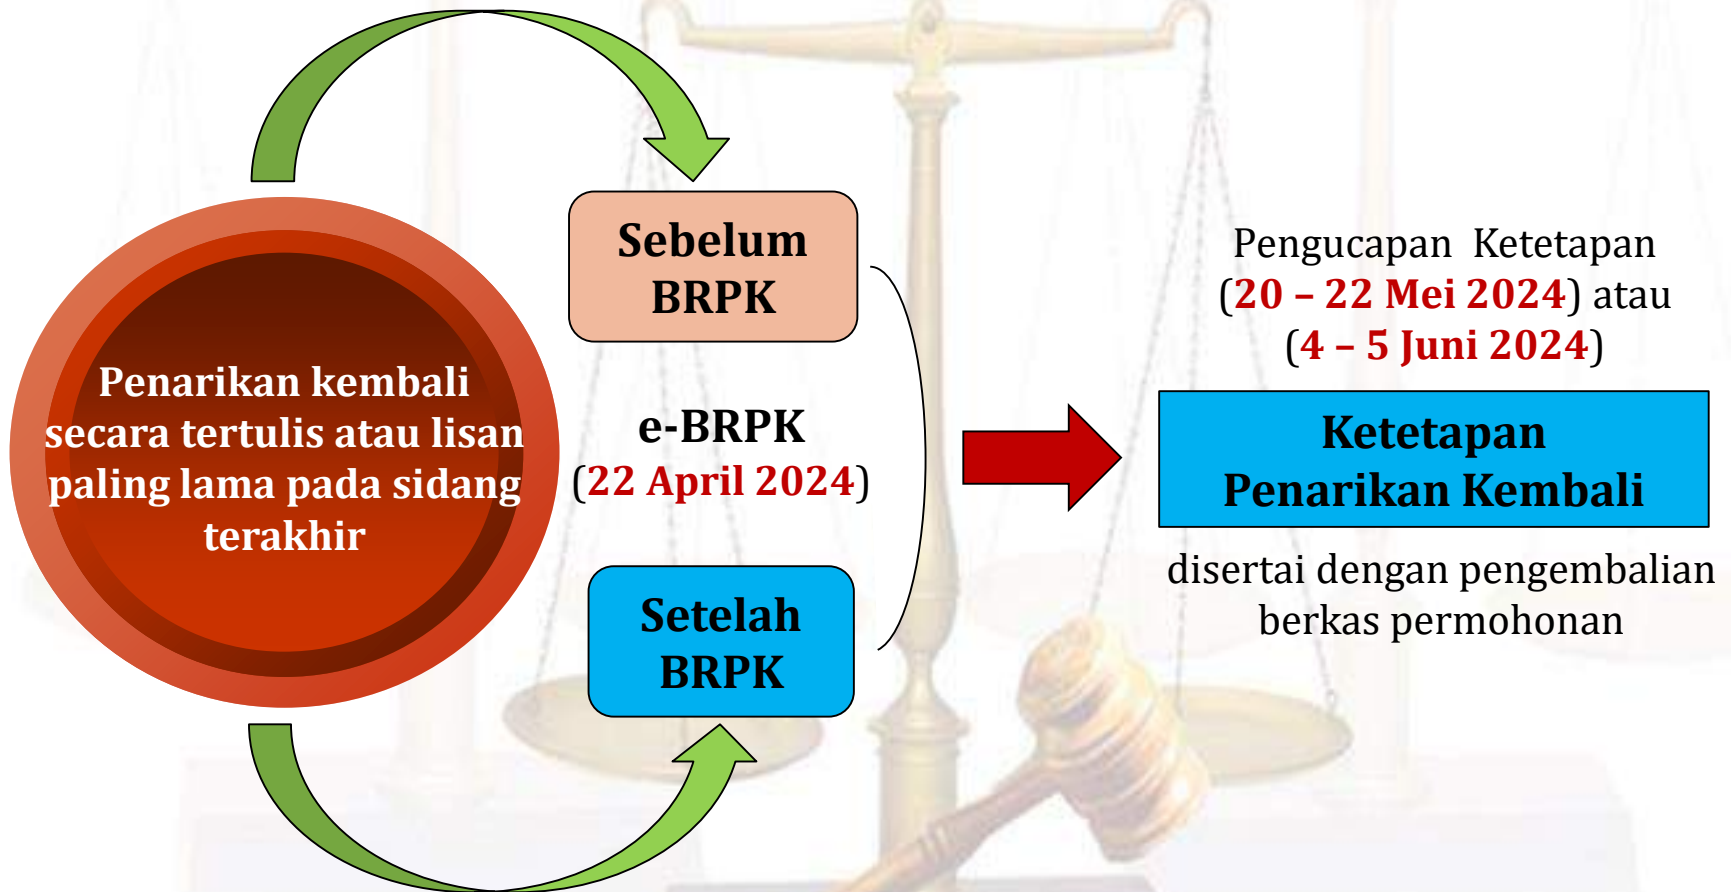 Penarikan kembali
secara tertulis atau lisan
paling lama pada sidang
terakhir
Sebelum
BRPK
e-BRPK
(22 April 2024)
Setelah
BRPK
Pengucapan Ketetapan
(20 – 22 Mei 2024) atau
(4 – 5 Juni 2024)
Ketetapan
Penarikan Kembali
disertai dengan pengembalian
berkas permohonan